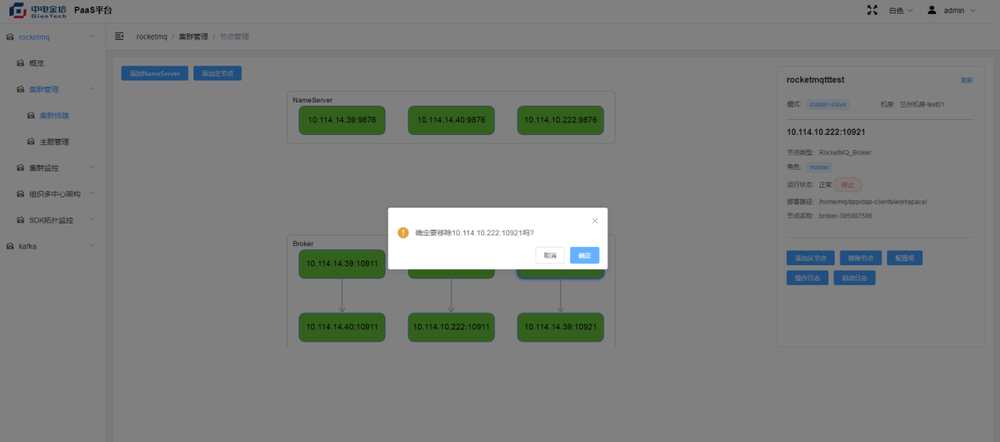 中电金信
GienTech
PaaS平台
白色
admin
rocketmq
概览
集群管理
集群搭建
主题管理
集群监控
组织多中心架构
SDK拓扑监控
kafka
rocketmq / 集群管理 / 节点管理
添加NameServer 添加主节点
NameServer
10.114.14.39:9876 10.114.14.40:9876 10.114.10.222:9876
确定要移除10.114.10.222:10921吗?
取消 确定
Broker
10.114.14.39:10911
10.114.14.40:10911 10.114.10.222:10911 10.114.14.39:10921
rocketmqtttest 刷新
模式: master-slave 机房: 兰州机房-test01
10.114.10.222:10921
节点类型: RocketMQ_Broker
角色: master
运行状态: 正常 停止
部署路径: /home/mq/app/dap-clients/workspace/
节点名称: broker-395907586
添加从节点 移除节点 配置项
操作日志 启动日志